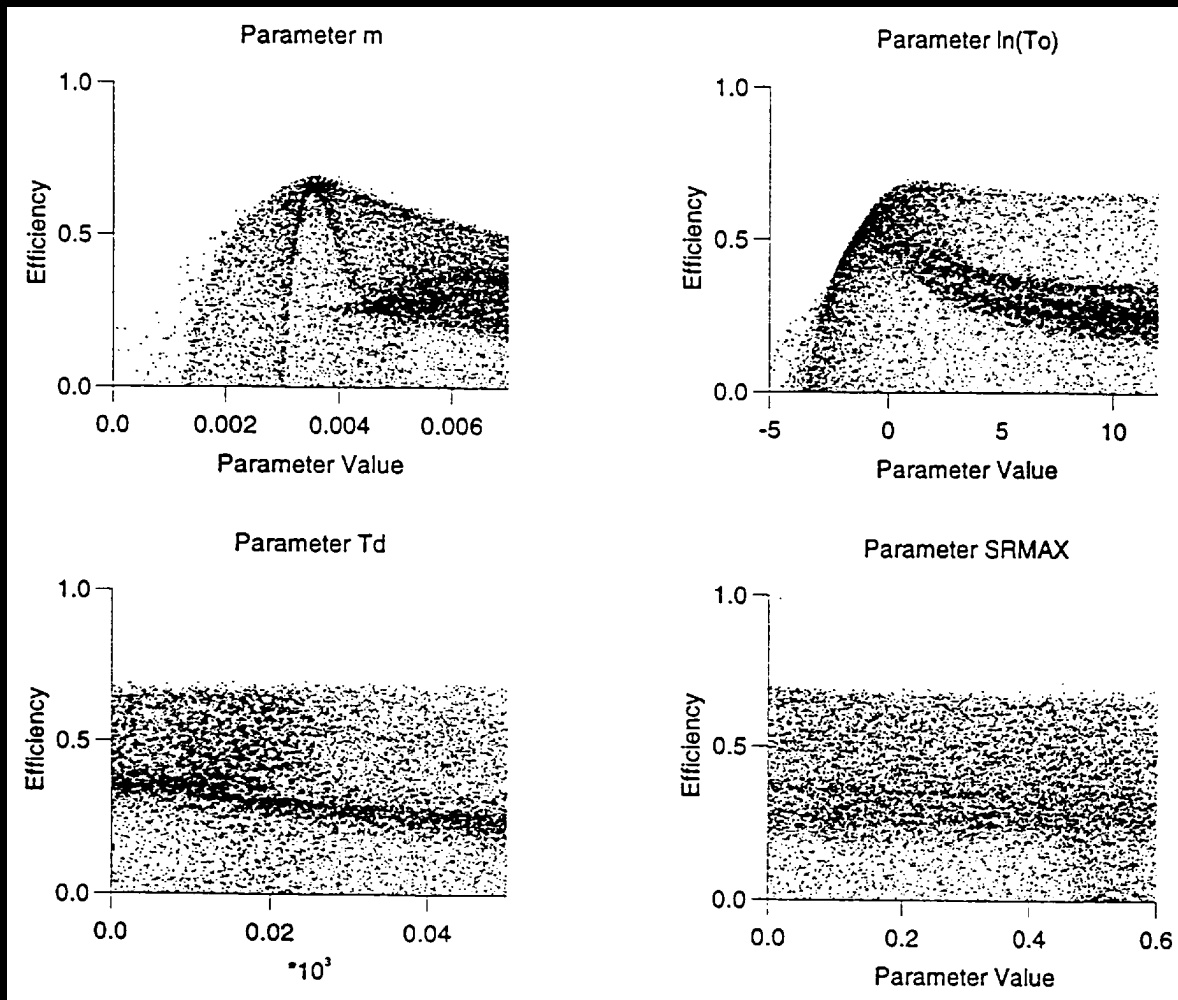 Parameter m
1.0
0.5
0.0
Efficiency
0.0 0.002 0.004 0.006
Parameter Value
Parameter ln(To)
1.0
0.5
0.0
Efficiency
-5 0 5 10
Parameter Value
Parameter Td
1.0
0.5
0.0
Efficiency
0.0 0.02 0.04
*10³
Parameter SRMAX
1.0
0.5
0.0
Efficiency
0.0 0.2 0.4 0.6
Parameter Value